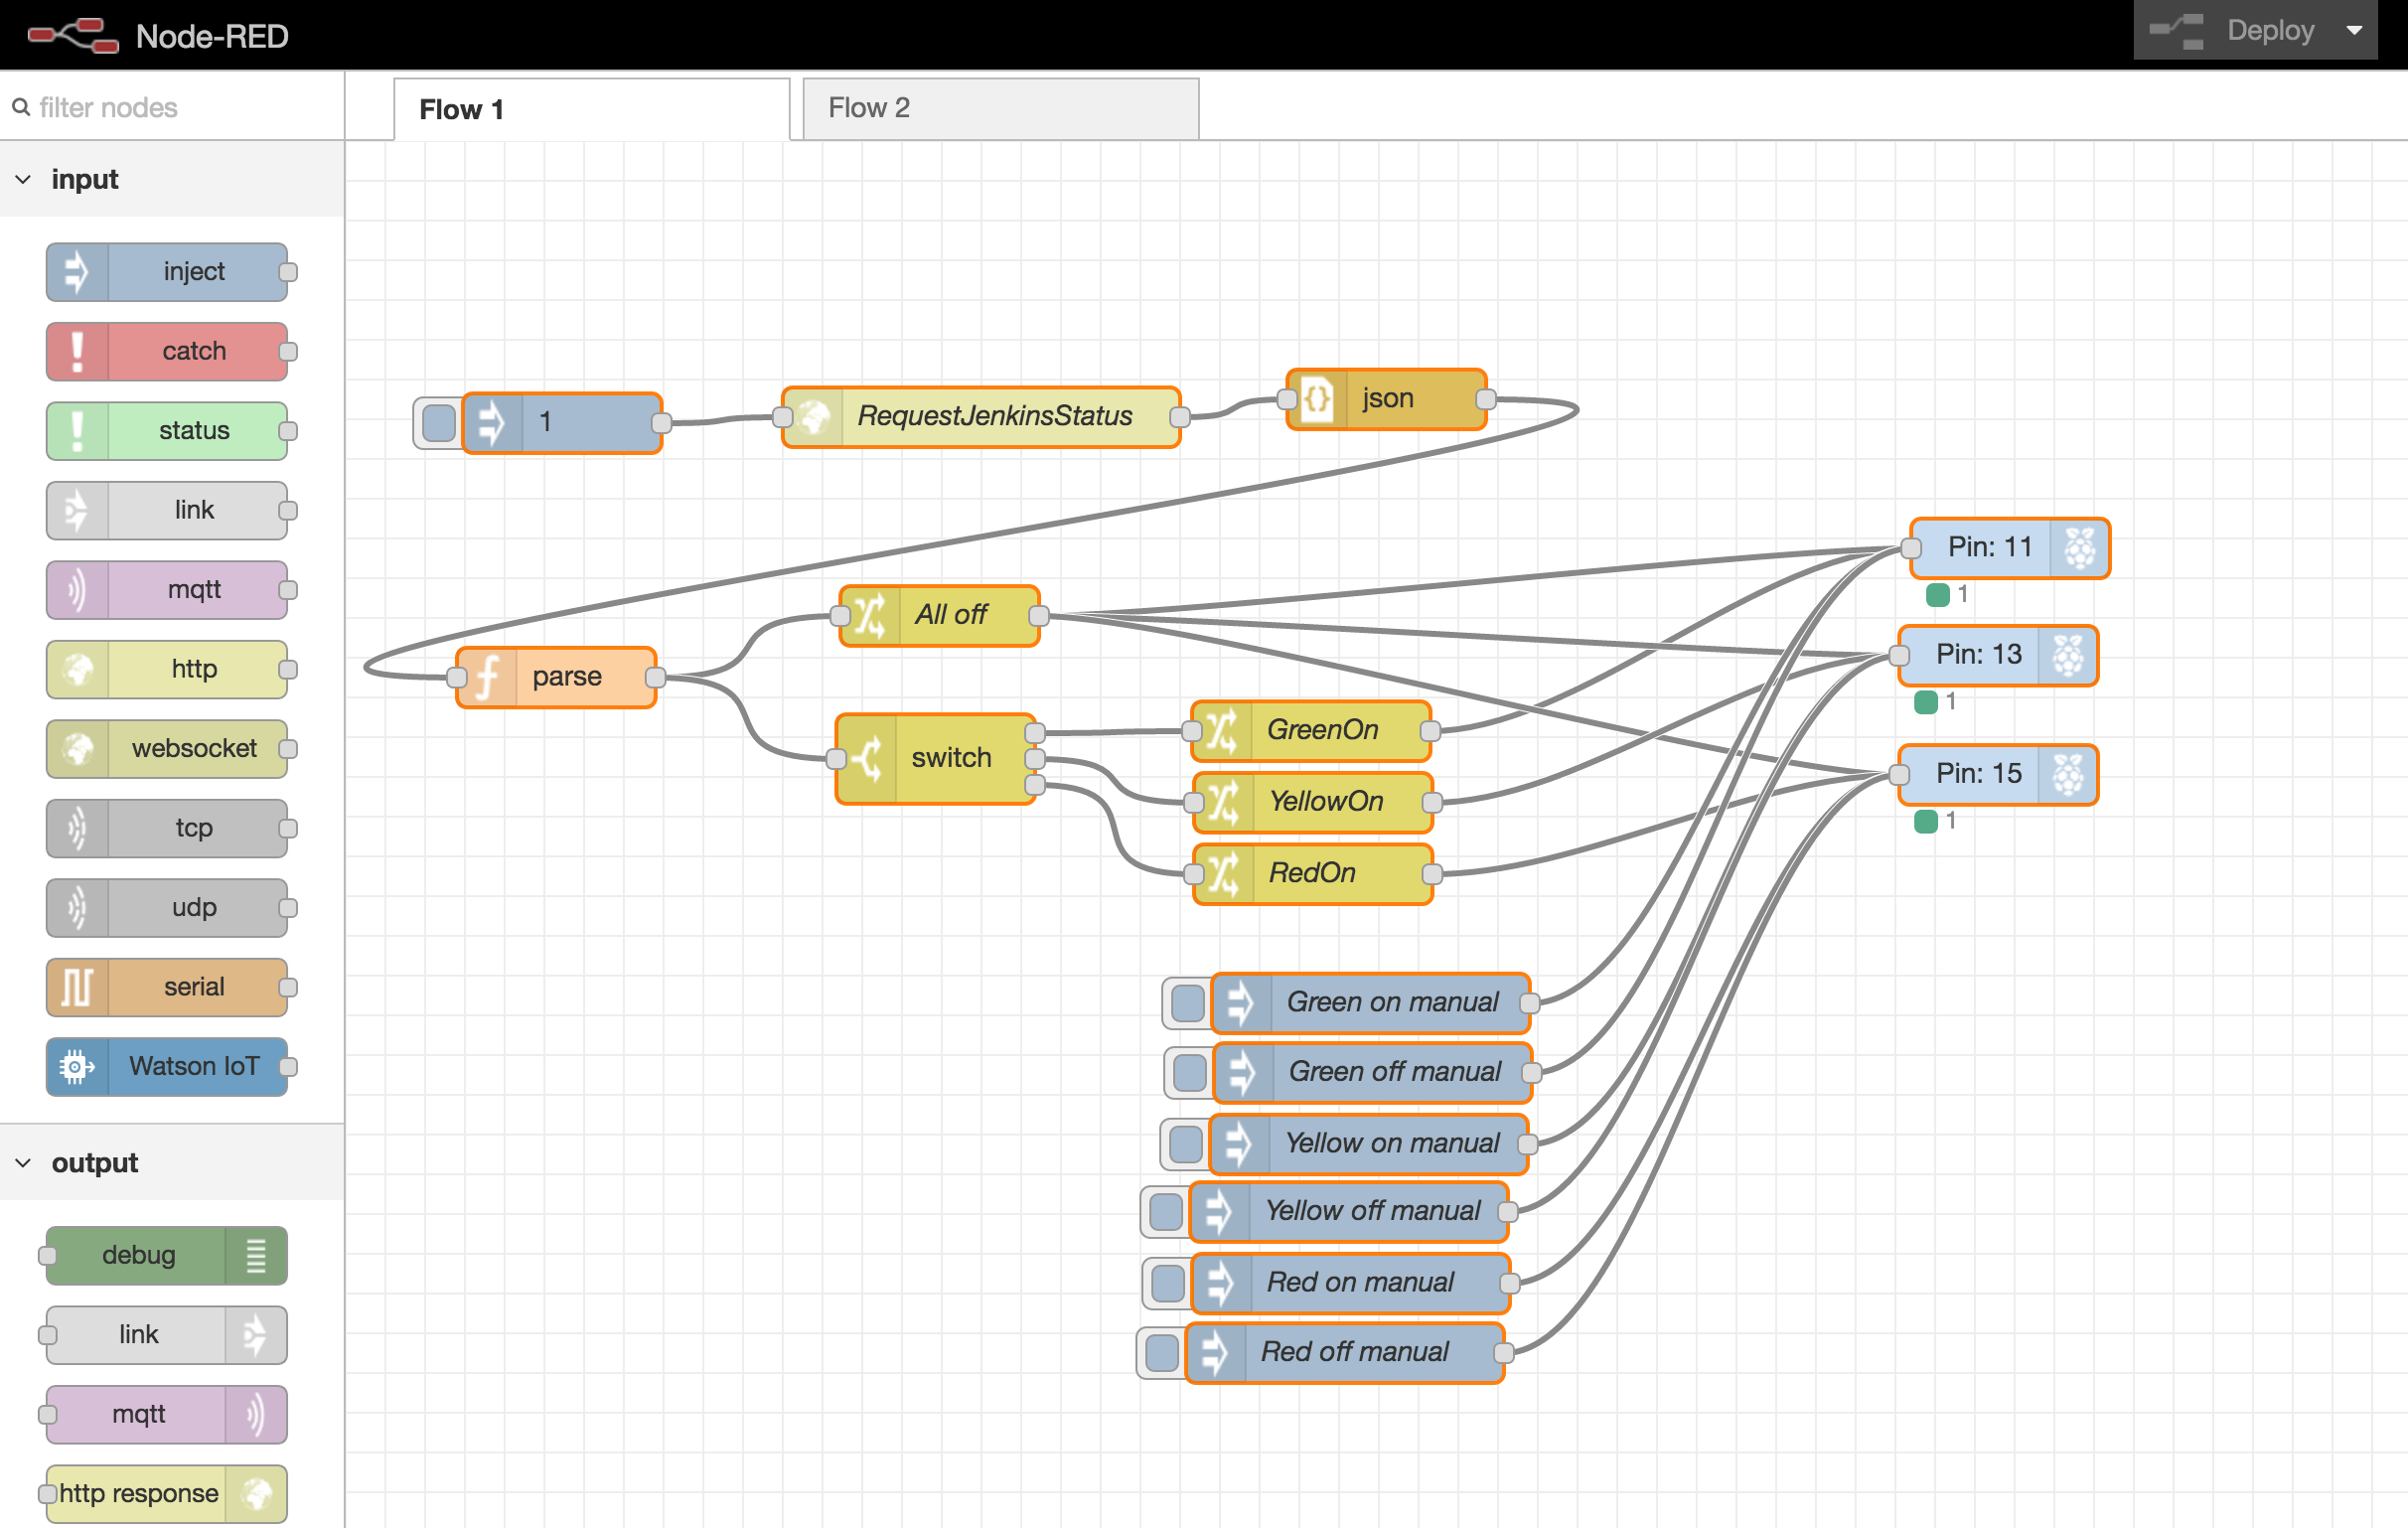 Node-RED
Deploy
filter nodes
Flow 1
Flow 2
input
inject
catch
status
link
mqtt
http
websocket
tcp
udp
serial
Watson IoT
output
debug
link
mqtt
http response
1
RequestJenkinsStatus
json
parse
All off
switch
GreenOn
YellowOn
RedOn
Pin: 11
1
Pin: 13
1
Pin: 15
1
Green on manual
Green off manual
Yellow on manual
Yellow off manual
Red on manual
Red off manual